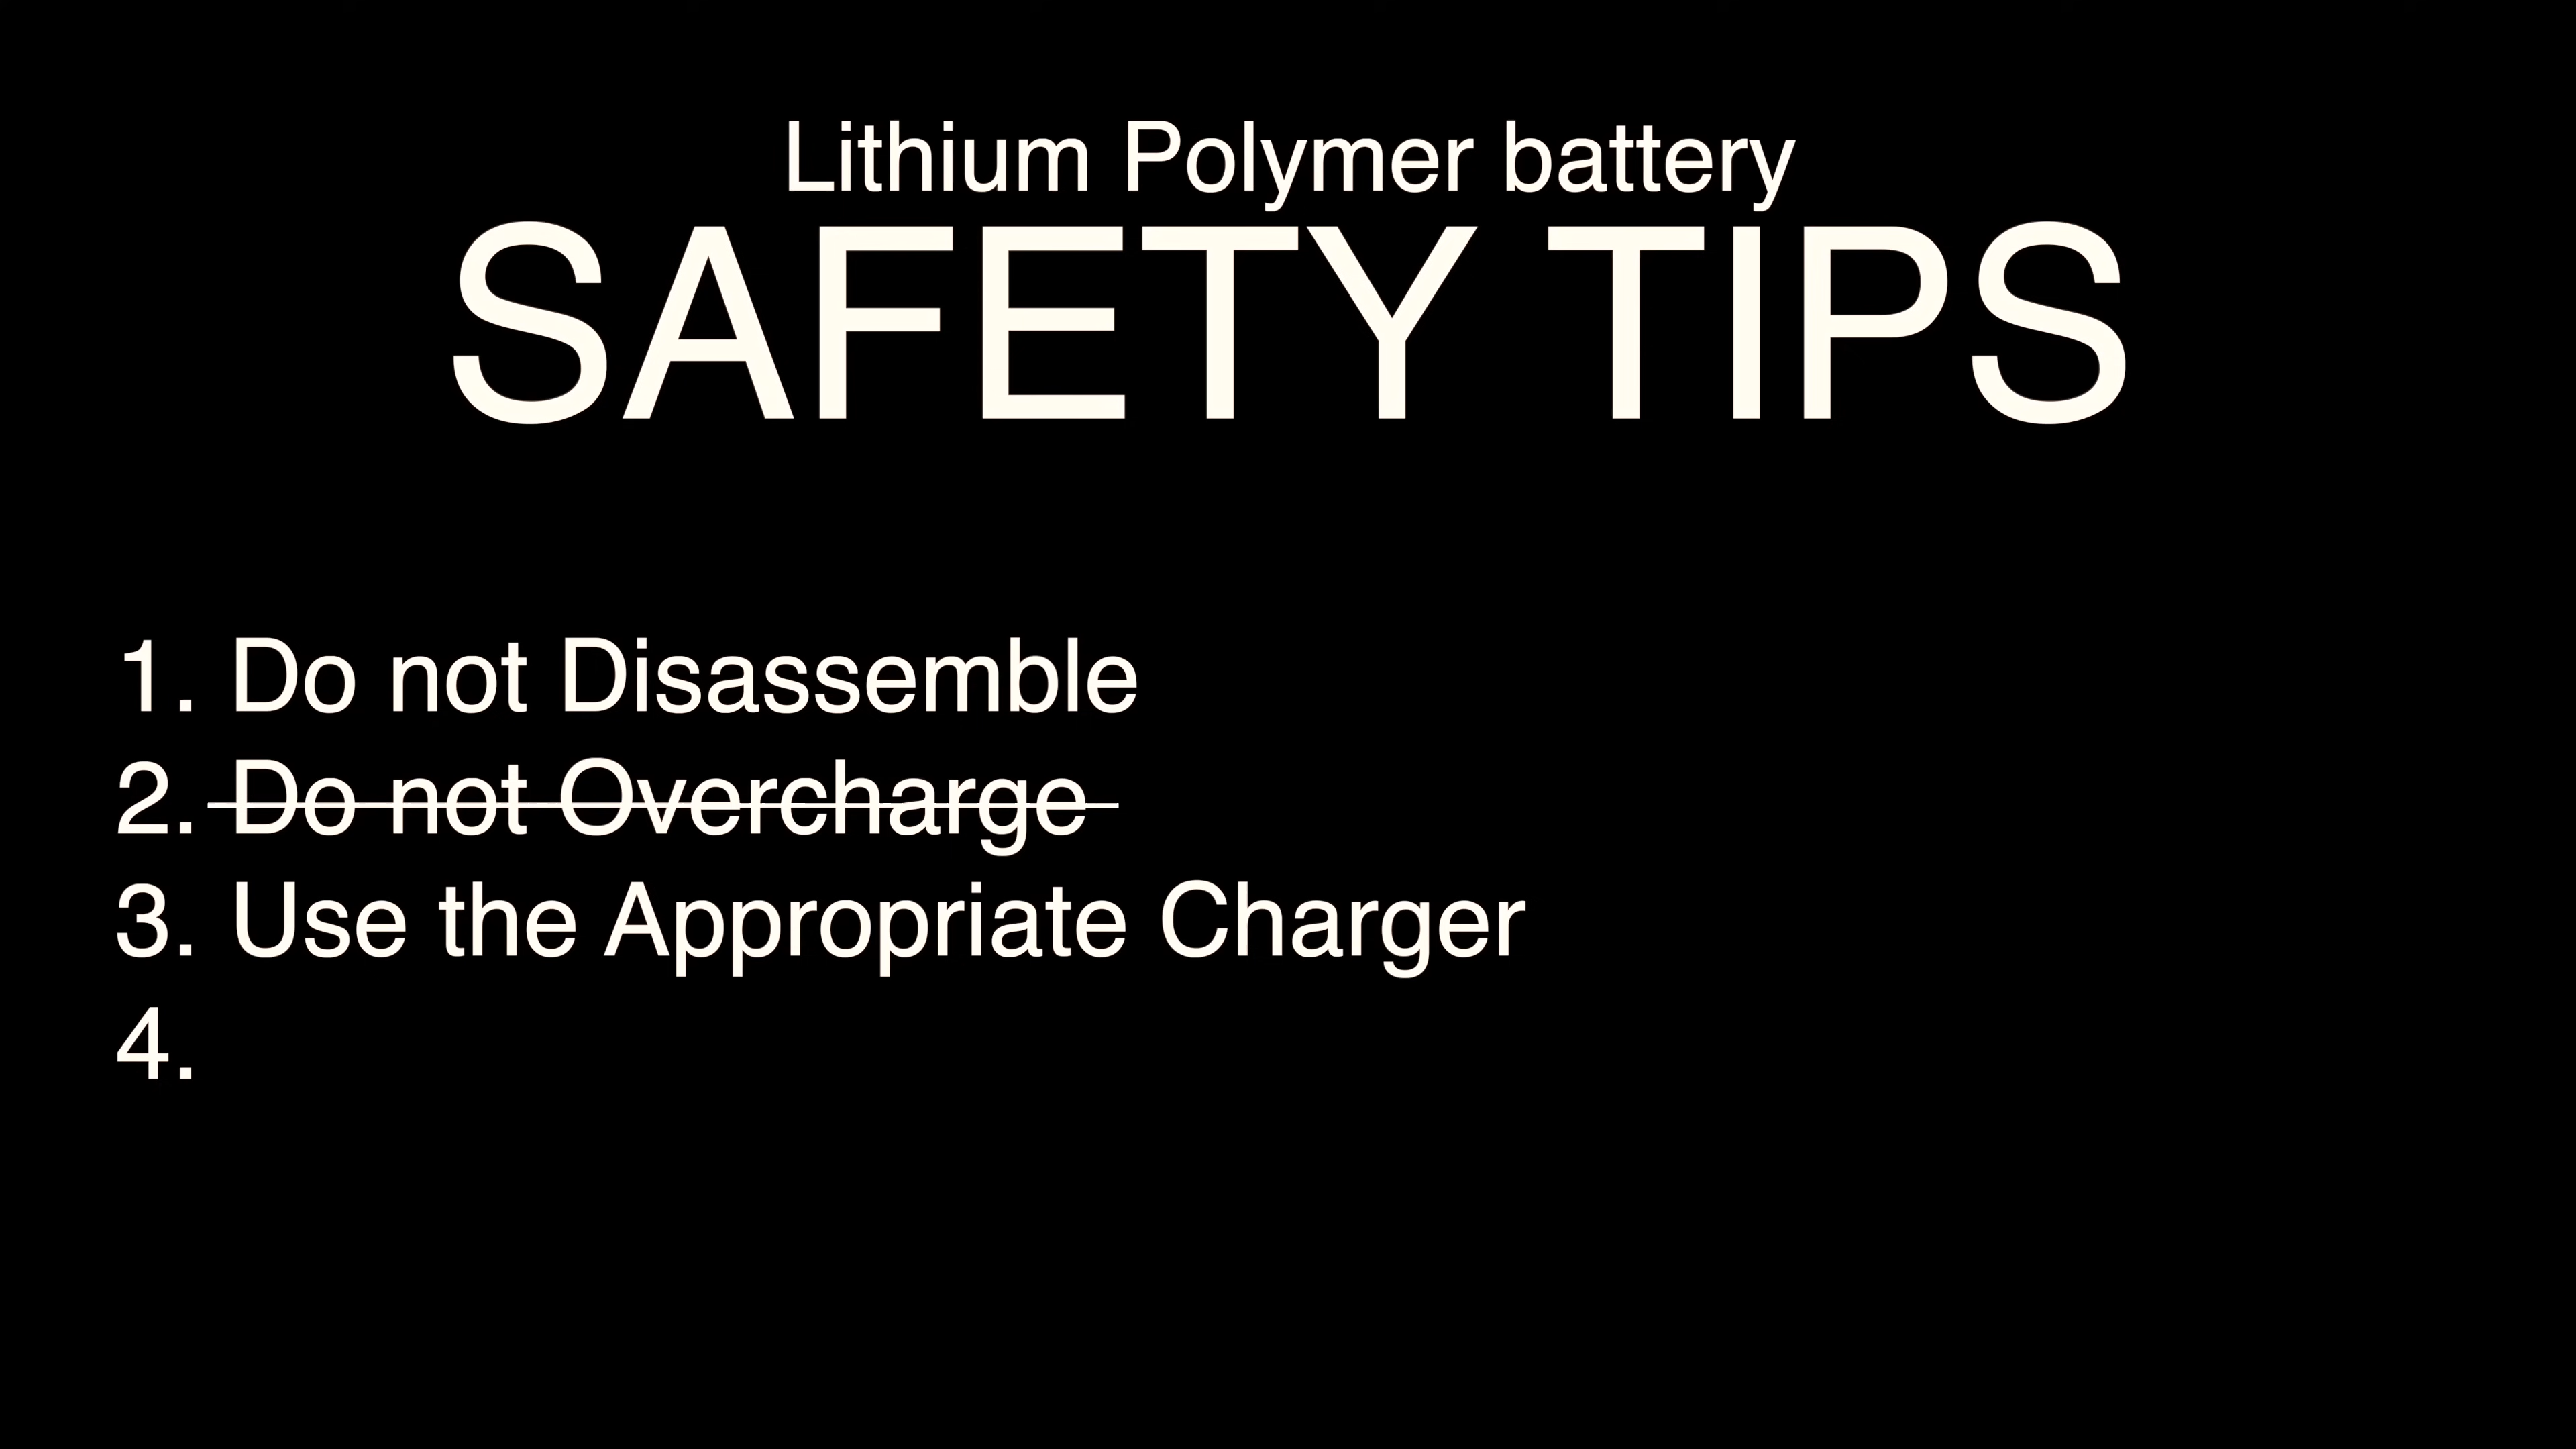 Lithium Polymer battery
SAFETY TIPS
1. Do not Disassemble
2. Do not Overcharge
3. Use the Appropriate Charger
4.